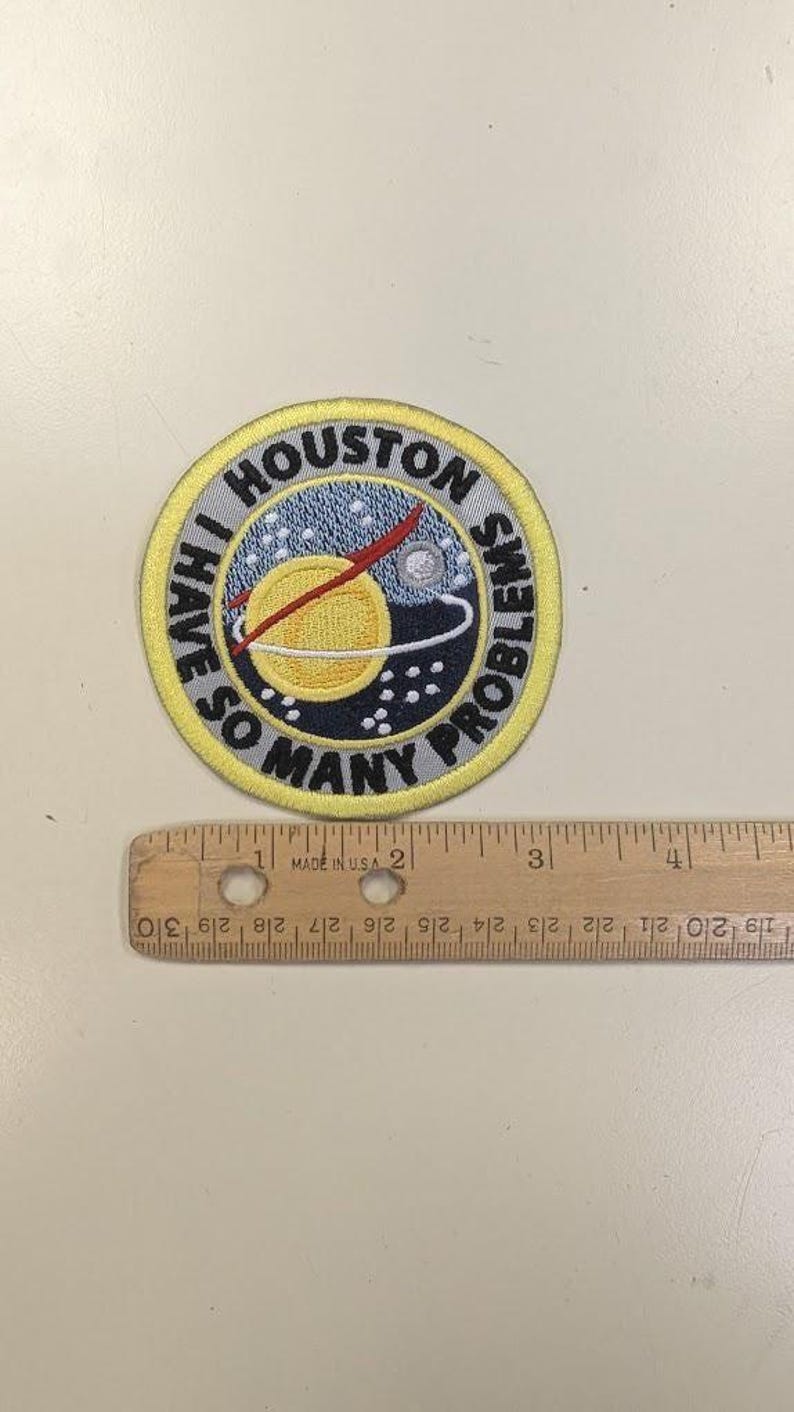 HOUSTON
I HAVE SO MANY PROBLEMS
1 MADE IN U.S.A. 2 3 4
30 29 28 27 26 25 24 23 22 21 20 19